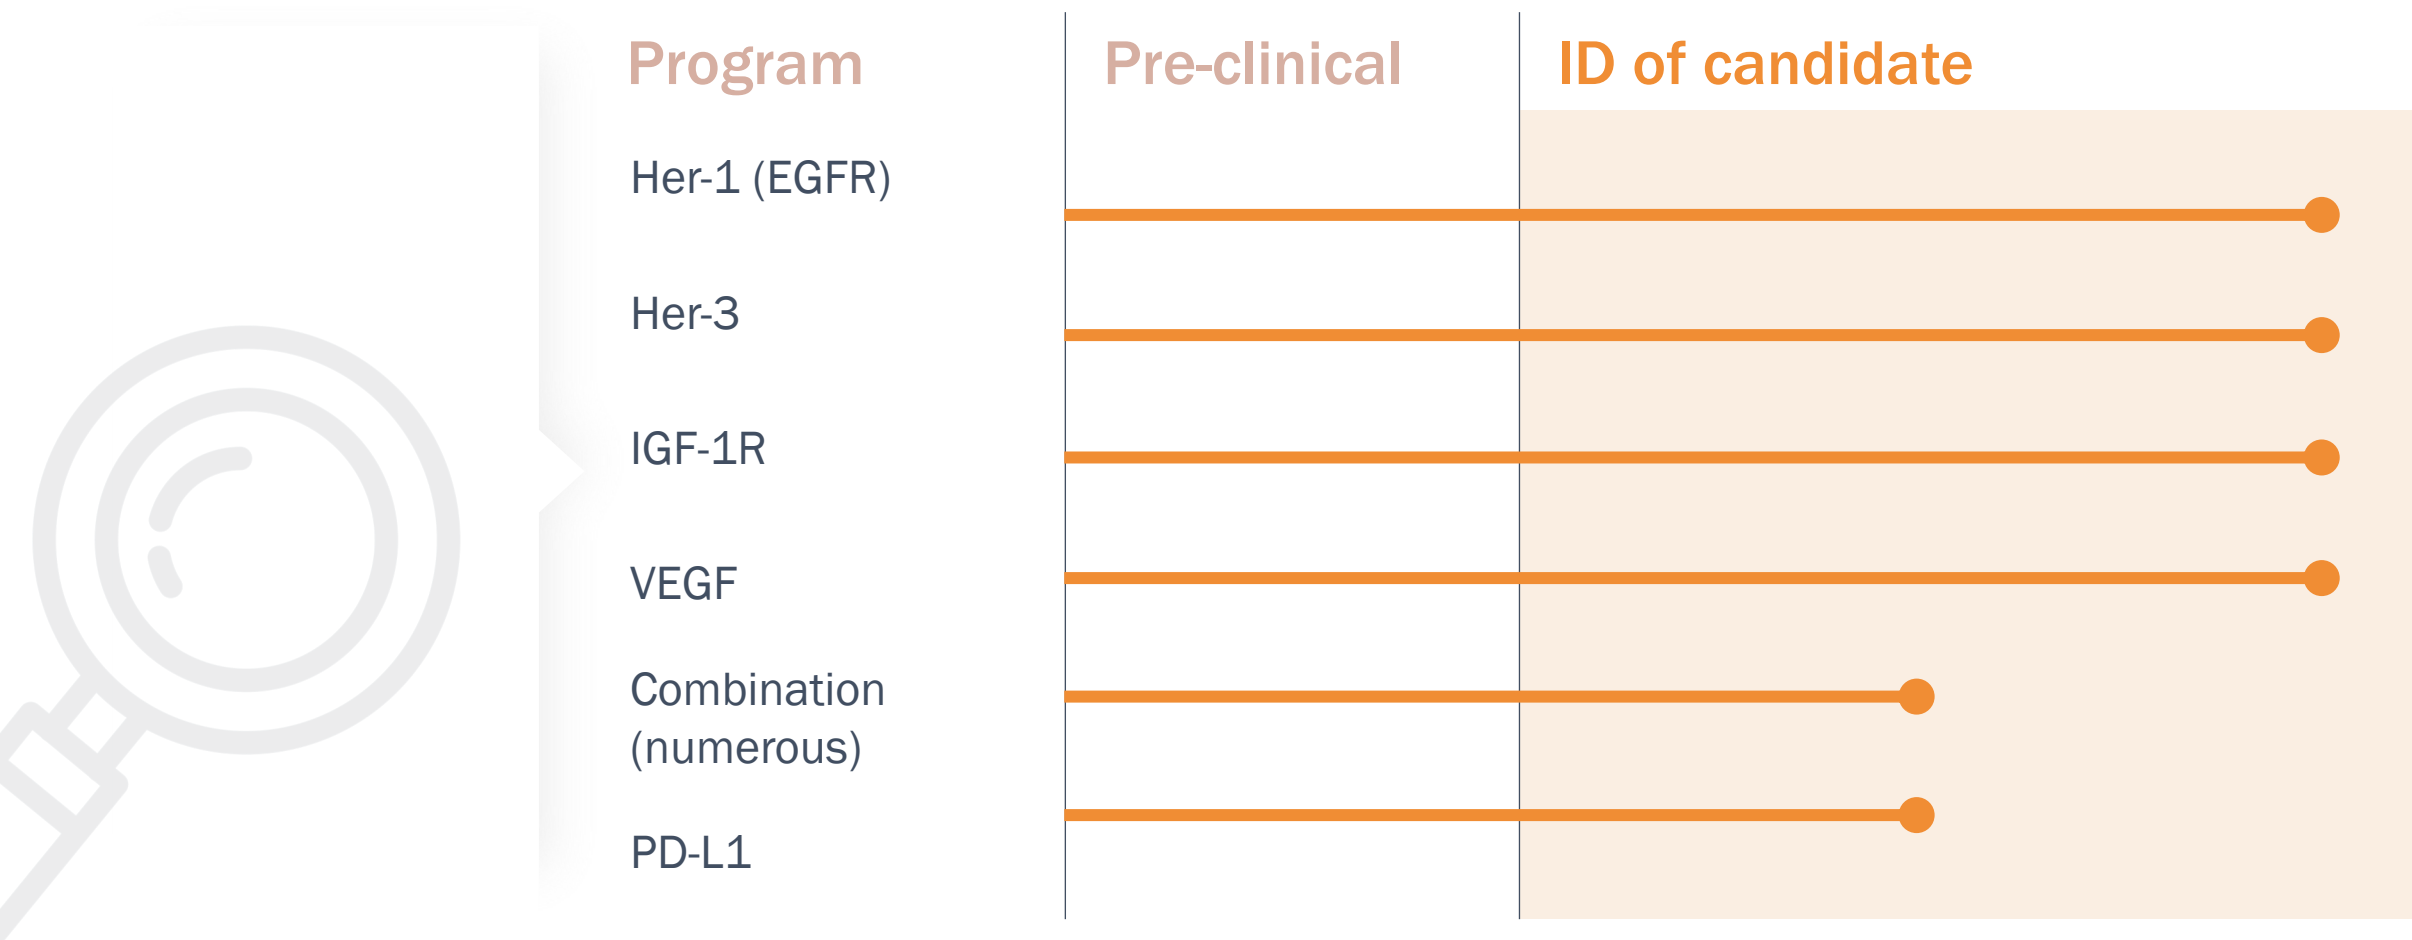 Program
Pre-clinical
ID of candidate
Her-1 (EGFR)
Her-3
IGF-1R
VEGF
Combination
(numerous)
PD-L1